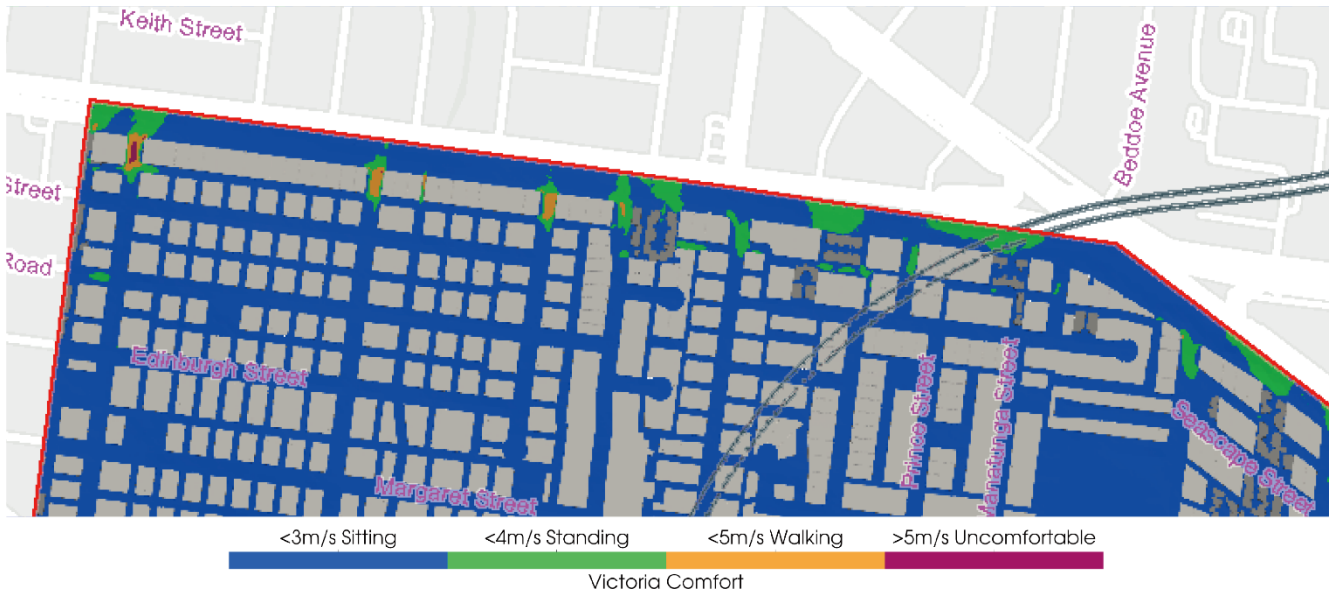 Keith Street
Beddoe Avenue
Street
Road
Edinburgh Street
Prince Street
Manatunga Street
Seascape Street
Margaret Street
<3m/s Sitting
<4m/s Standing
<5m/s Walking
>5m/s Uncomfortable
Victoria Comfort